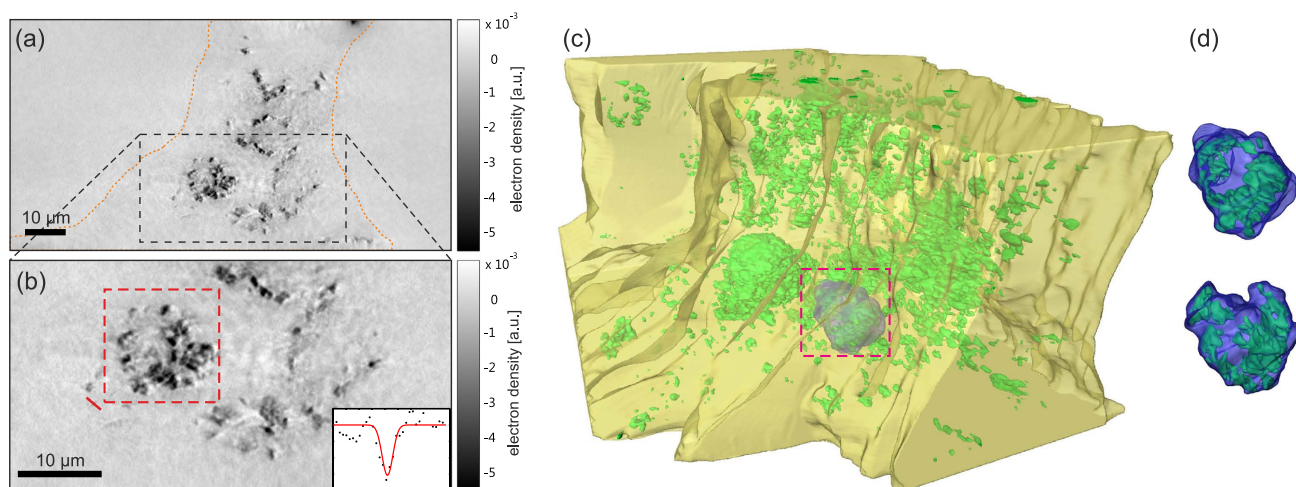 (a)
x 10⁻³
0
-1
-2
-3
-4
-5
electron density [a.u.]
10 µm
(b)
x 10⁻³
0
-1
-2
-3
-4
-5
electron density [a.u.]
10 µm
(c)
(d)